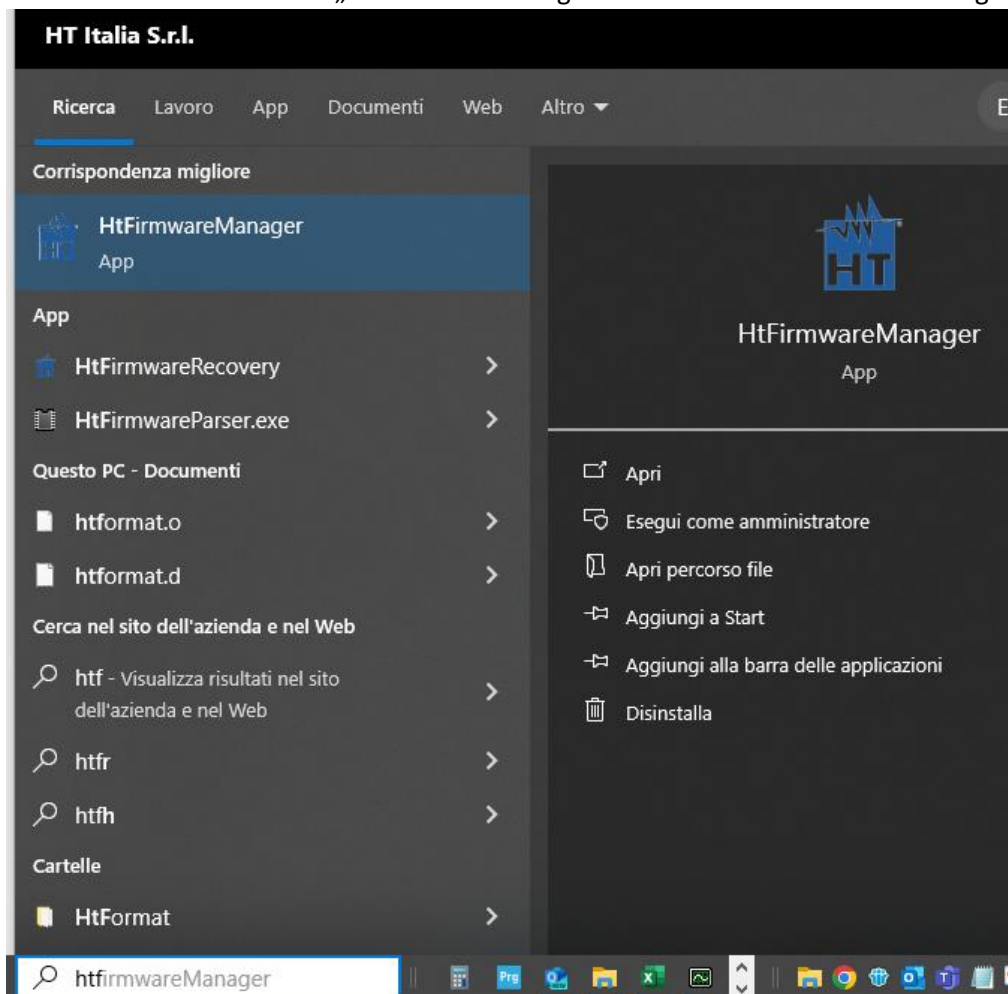 HT Italia S.r.l.
Ricerca Lavoro App Documenti Web Altro
E
Corrispondenza migliore
HtFirmwareManager
App
App
HtFirmwareRecovery
HtFirmwareParser.exe
Questo PC - Documenti
htformat.o
htformat.d
Cerca nel sito dell'azienda e nel Web
htf - Visualizza risultati nel sito
dell'azienda e nel Web
htfr
htfh
Cartelle
HtFormat
htfirmwareManager
HT
HtFirmwareManager
App
Apri
Esegui come amministratore
Apri percorso file
Aggiungi a Start
Aggiungi alla barra delle applicazioni
Disinstalla
Prg